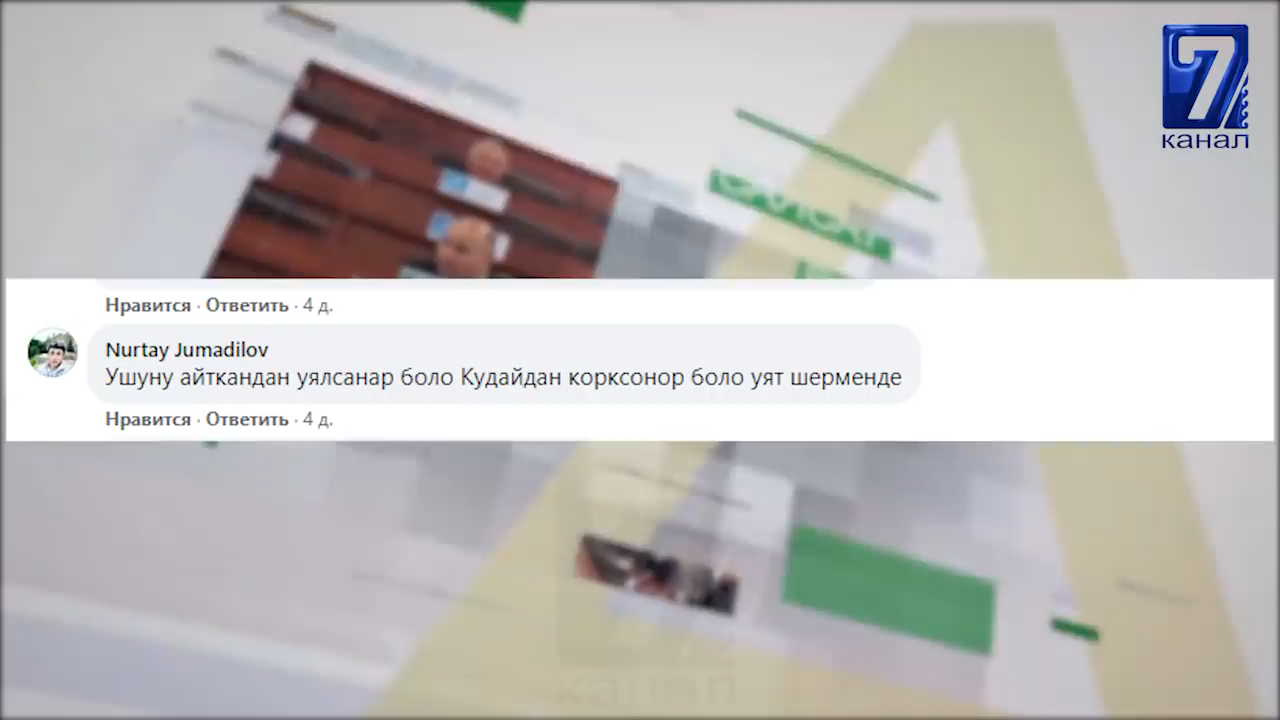 7
канал
Нравится · Ответить · 4 д.
Nurtay Jumadilov
Ушуну айткандан уялсанар боло Кудайдан корксонор боло уят шерменде
Нравится · Ответить · 4 д.
канал